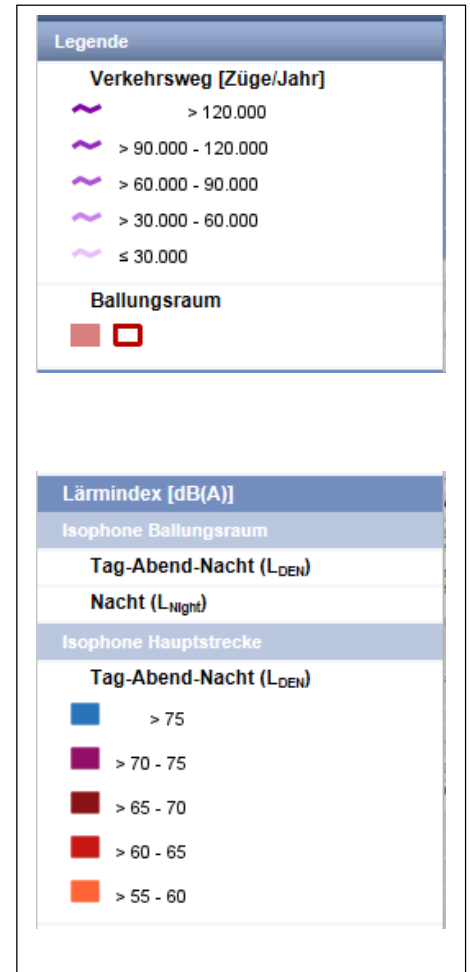 Legende
Verkehrsweg [Züge/Jahr]
> 120.000
> 90.000 - 120.000
> 60.000 - 90.000
> 30.000 - 60.000
≤ 30.000
Ballungsraum
Lärmindex [dB(A)]
Isophone Ballungsraum
Tag-Abend-Nacht (LDEN)
Nacht (LNight)
Isophone Hauptstrecke
Tag-Abend-Nacht (LDEN)
> 75
> 70 - 75
> 65 - 70
> 60 - 65
> 55 - 60